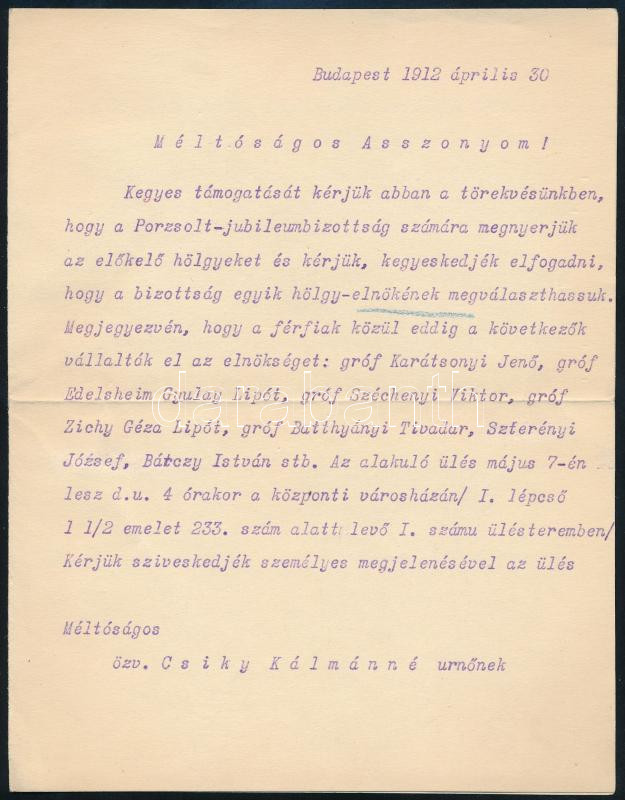 Budapest 1912 április 30
Méltóságos Asszonyom!
Kegyes támogatását kérjük abban a törekvésünkben,
hogy a Porzsolt-jubileumbizottság számára megnyerjük
az előkelő hölgyeket és kérjük, kegyeskedjék elfogadni,
hogy a bizottság egyik hölgy-elnökének megválaszthassuk.
Megjegyezvén, hogy a férfiak közül eddig a következők
vállalták el az elnökséget: gróf Karátsonyi Jenő, gróf
Edelsheim Gyulay Lipót, gróf Széchenyi Viktor, gróf
darabanth
Zichy Géza Lipót, gróf Batthyányi Tivadar, Szterényi
József, Bárczy István stb. Az alakuló ülés május 7-én
lesz d.u. 4 órakor a központi városházán/ I. lépcső
1 1/2 emelet 233. szám alatt levő I. számu ülésteremben/
Kérjük sziveskedjék személyes megjelenésével az ülés
Méltóságos
özv. Csiky Kálmánné urnőnek